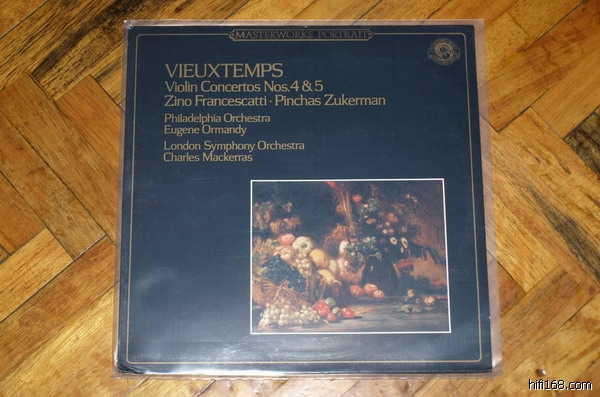 MASTERWORKS PORTRAIT
VIEUXTEMPS
Violin Concertos Nos.4 & 5
Zino Francescatti · Pinchas Zukerman
Philadelphia Orchestra
Eugene Ormandy
London Symphony Orchestra
Charles Mackerras
hifi168.com